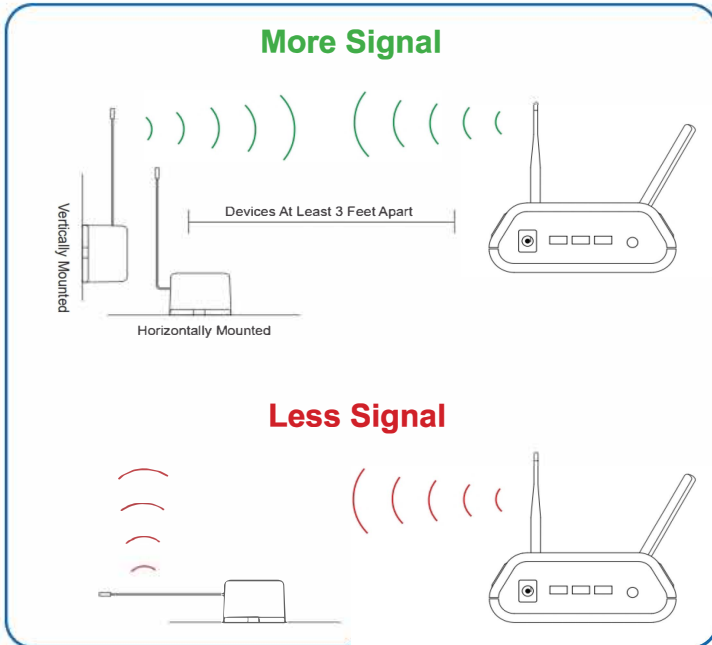 More Signal
Vertically Mounted
Devices At Least 3 Feet Apart
Horizontally Mounted
Less Signal